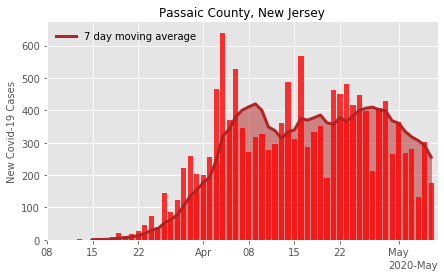 Passaic County, New Jersey
7 day moving average
New Covid-19 Cases
600
500
400
300
200
100
0
08 15 22 Apr 08 15 22 May
2020-May